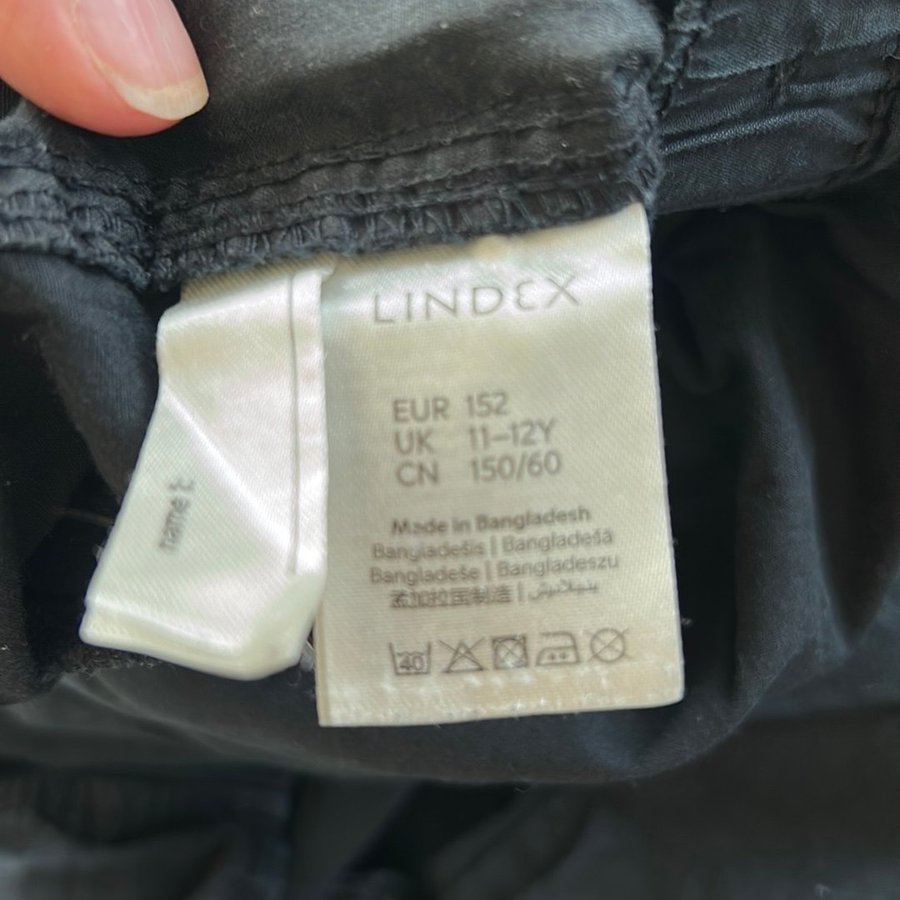 LINDEX
EUR 152
UK 11–12Y
CN 150/60
Made in Bangladesh
Bangladešis | Bangladešā
Bangladeše | Bangladeszu
孟加拉国制造 | بنجلاديش
40
name